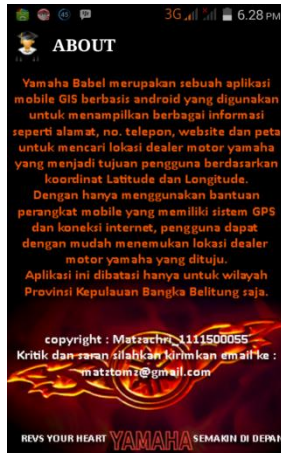 45
3G
6.28 PM
ABOUT
Yamaha Babel merupakan sebuah aplikasi
mobile GIS berbasis android yang digunakan
untuk menampilkan berbagai informasi
seperti alamat, no. telepon, website dan peta
untuk mencari lokasi dealer motor yamaha
yang menjadi tujuan pengguna berdasarkan
koordinat Latitude dan Longitude.
Dengan hanya menggunakan bantuan
perangkat mobile yang memiliki sistem GPS
dan koneksi internet, pengguna dapat
dengan mudah menemukan lokasi dealer
motor yamaha yang dituju.
Aplikasi ini dibatasi hanya untuk wilayah
Provinsi Kepulauan Bangka Belitung saja.
copyright : Matzachri_1111500055
Kritik dan saran silahkan kirimkan email ke :
matztomz@gmail.com
REVS YOUR HEART YAMAHA SEMAKIN DI DEPAN